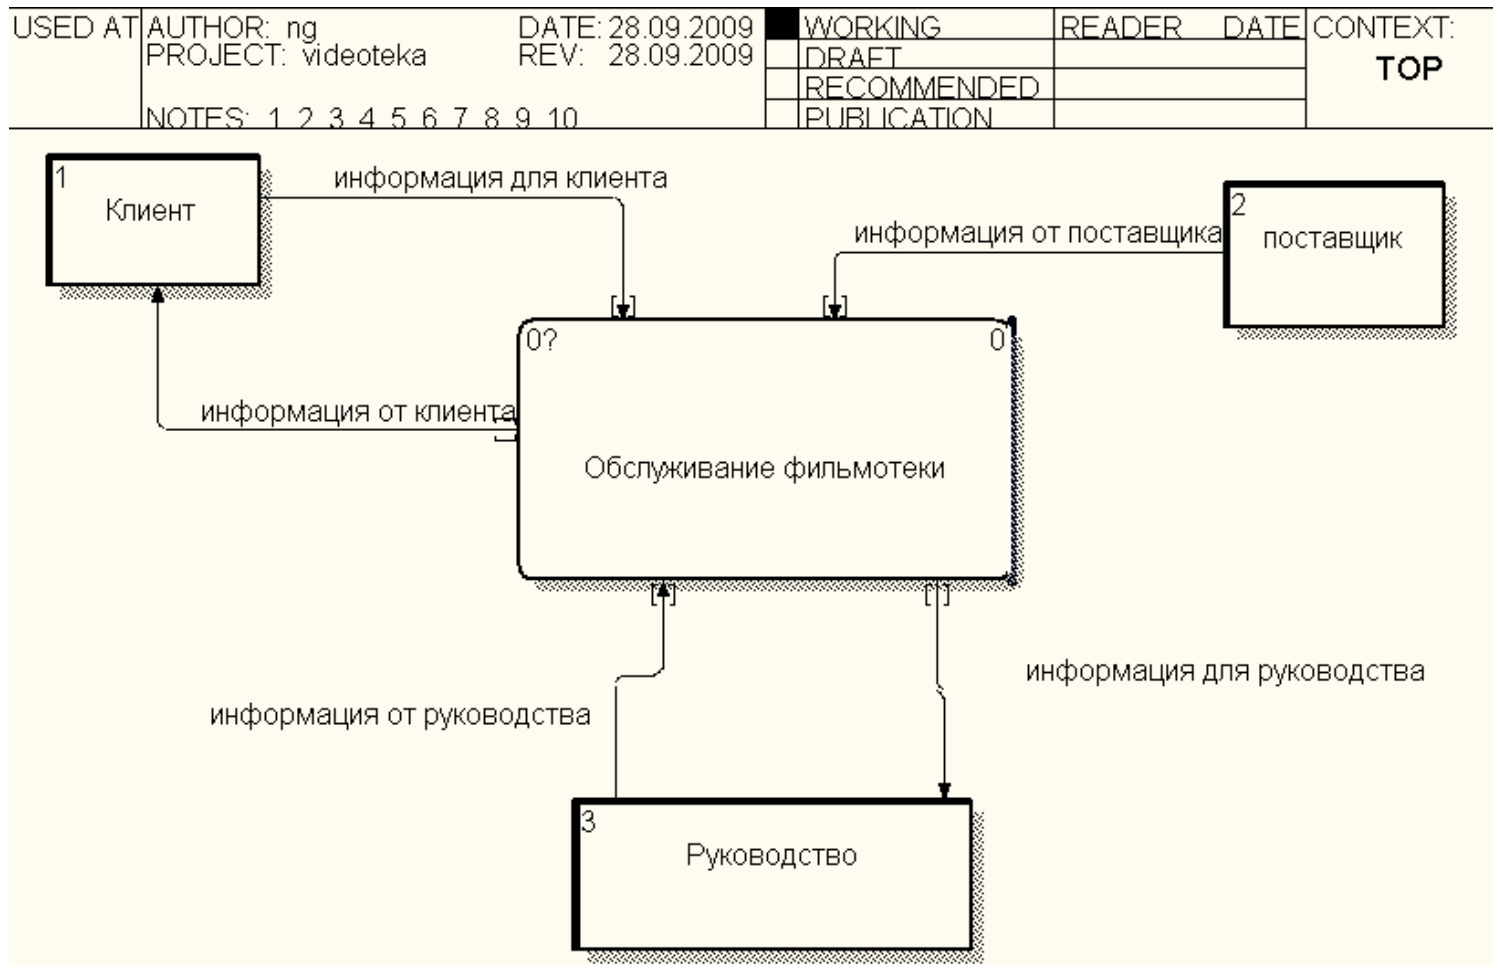 USED AT AUTHOR: ng DATE: 28.09.2009 WORKING READER DATE CONTEXT:
PROJECT: videoteka REV: 28.09.2009 DRAFT TOP
RECOMMENDED
NOTES: 1 2 3 4 5 6 7 8 9 10 PUBLICATION
1
Клиент
информация для клиента
2
поставщик
информация от поставщика
0? 0
информация от клиента
Обслуживание фильмотеки
информация для руководства
информация от руководства
3
Руководство